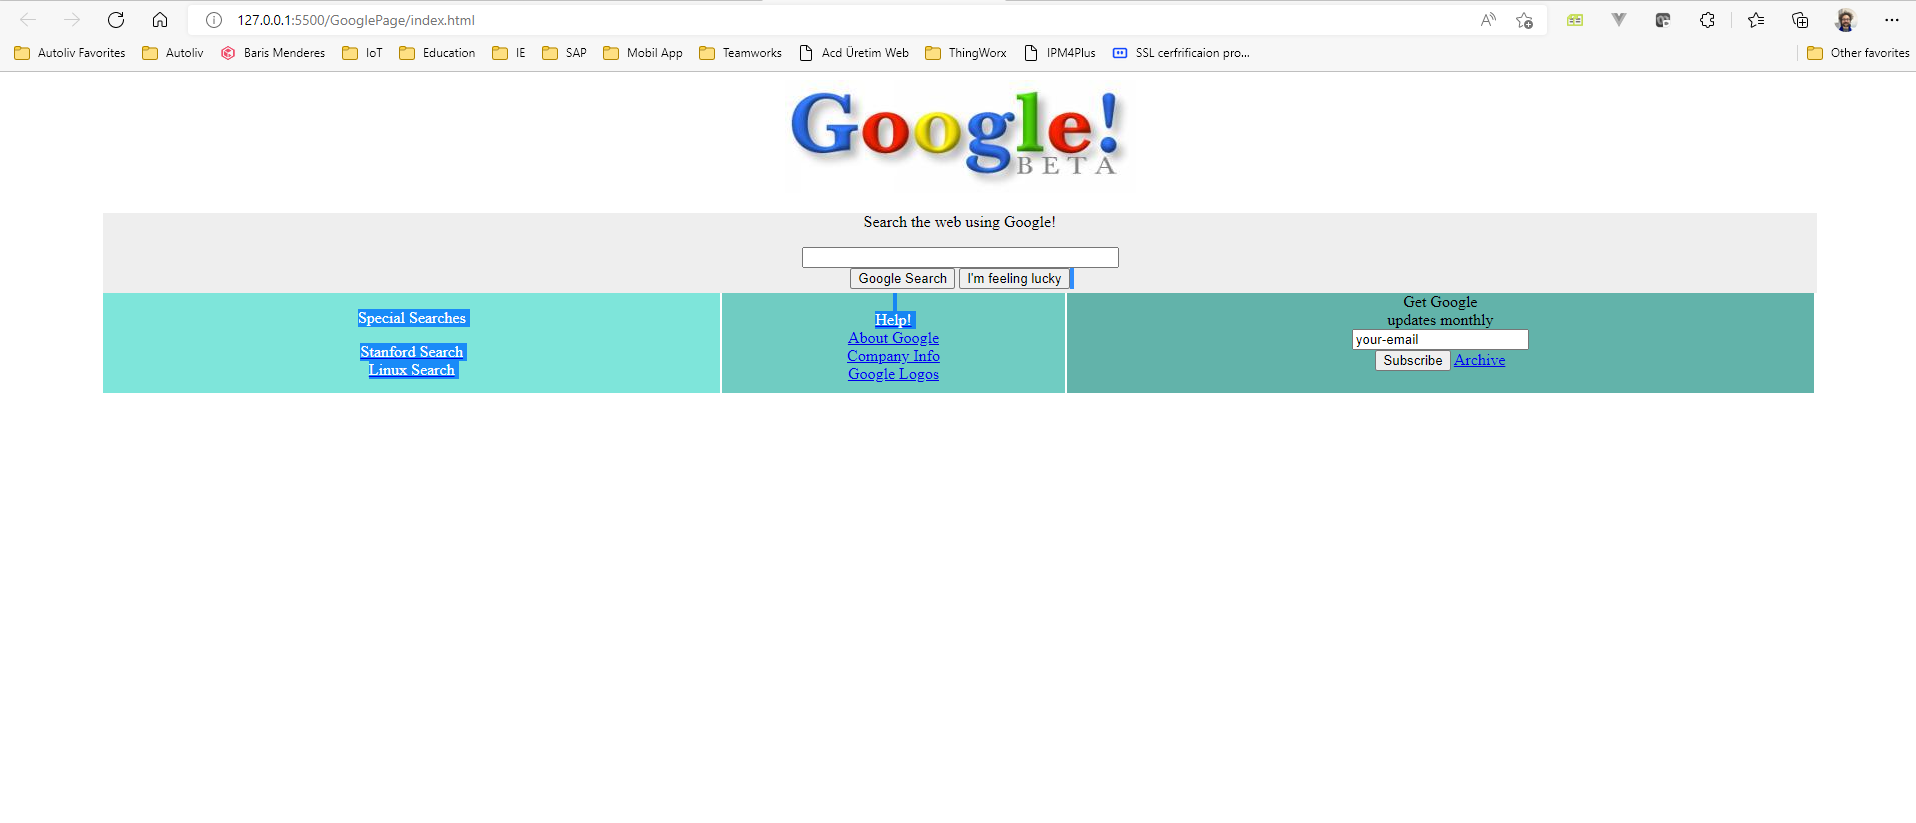 127.0.0.1:5500/GooglePage/index.html
Autoliv Favorites Autoliv Baris Menderes IoT Education IE SAP Mobil App Teamworks Acd Üretim Web ThingWorx IPM4Plus SSL cerfrificaion pro... Other favorites
Google!
BETA
Search the web using Google!
Google Search I'm feeling lucky
Special Searches
Stanford Search
Linux Search
Help!
About Google
Company Info
Google Logos
Get Google
updates monthly
your-email
Subscribe Archive